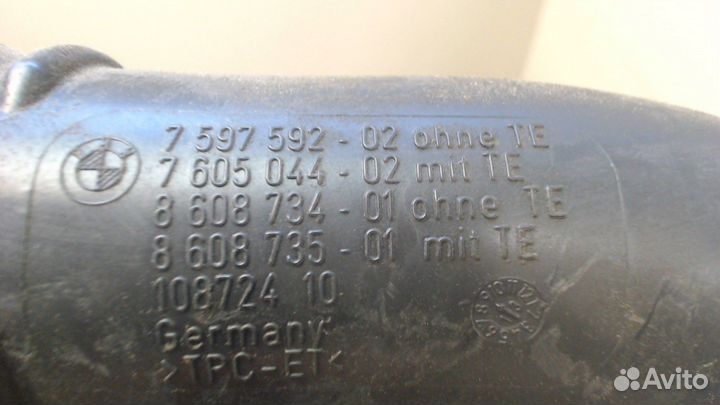 7 597 592 - 02 ohne TE
7 605 044 - 02 mit TE
8 608 734 - 01 ohne TE
8 608 735 - 01 mit TE
108724 10
Germany
>TPC-ET<
Avito